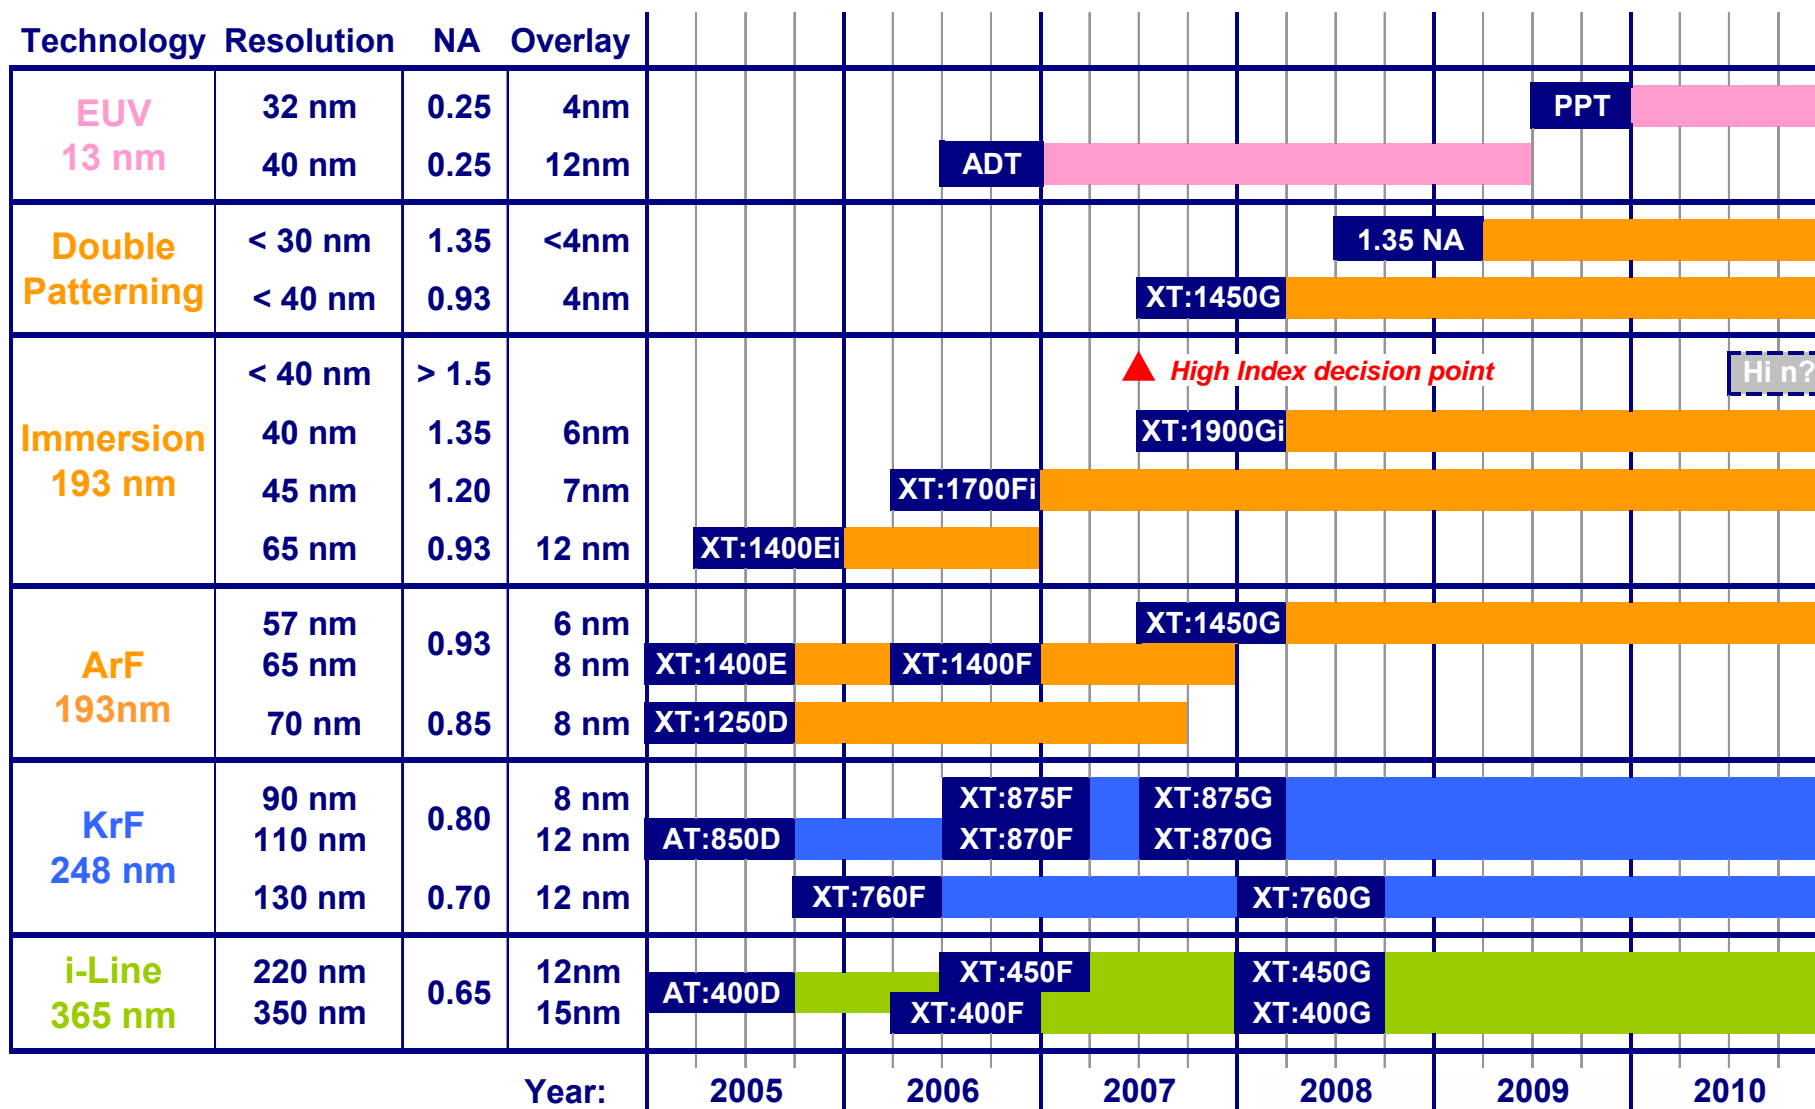 Technology Resolution NA Overlay
EUV
13 nm
32 nm 0.25 4nm PPT
40 nm 0.25 12nm ADT
Double
Patterning
< 30 nm 1.35 <4nm 1.35 NA
< 40 nm 0.93 4nm XT:1450G
Immersion
193 nm
< 40 nm > 1.5 High Index decision point Hi n?
40 nm 1.35 6nm XT:1900Gi
45 nm 1.20 7nm XT:1700Fi
65 nm 0.93 12 nm XT:1400Ei
ArF
193nm
57 nm 0.93 6 nm XT:1450G
65 nm 8 nm XT:1400E XT:1400F
70 nm 0.85 8 nm XT:1250D
KrF
248 nm
90 nm 0.80 8 nm XT:875F XT:875G
110 nm 12 nm AT:850D XT:870F XT:870G
130 nm 0.70 12 nm XT:760F XT:760G
i-Line
365 nm
220 nm 0.65 12nm AT:400D XT:450F XT:450G
350 nm 15nm XT:400F XT:400G
Year: 2005 2006 2007 2008 2009 2010